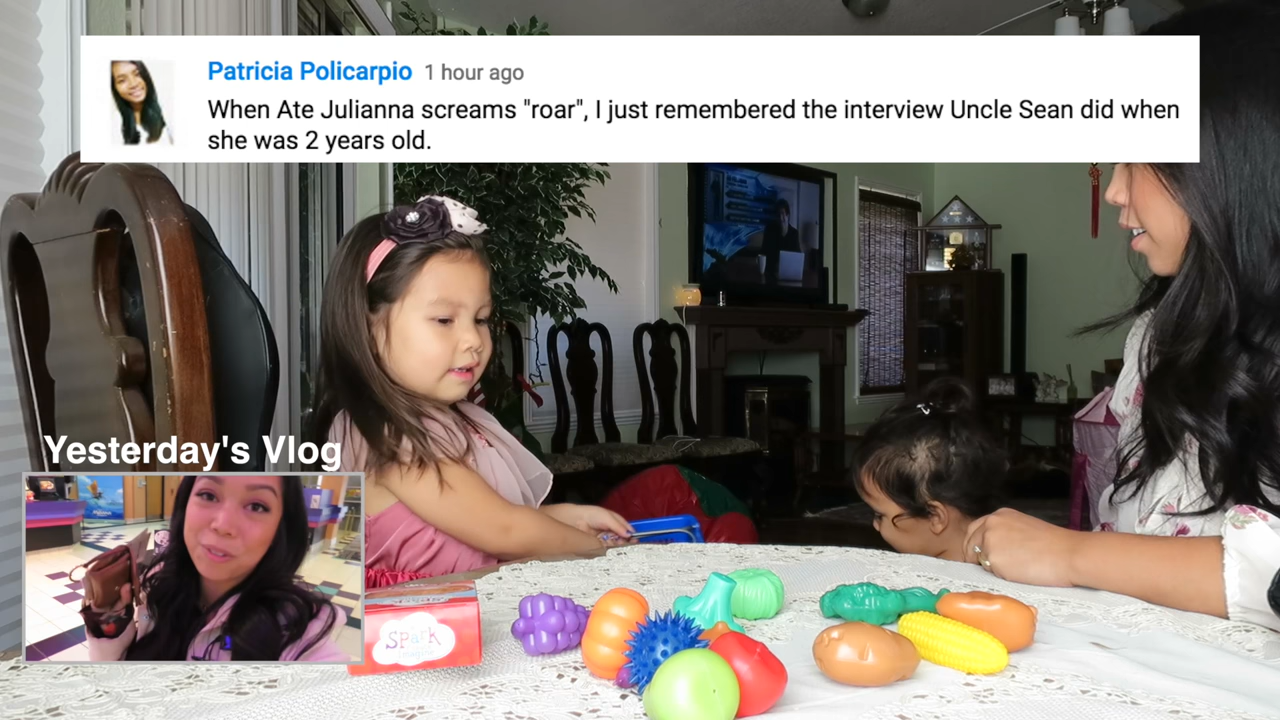 Patricia Policarpio 1 hour ago
When Ate Julianna screams "roar", I just remembered the interview Uncle Sean did when
she was 2 years old.
Yesterday's Vlog
Spark